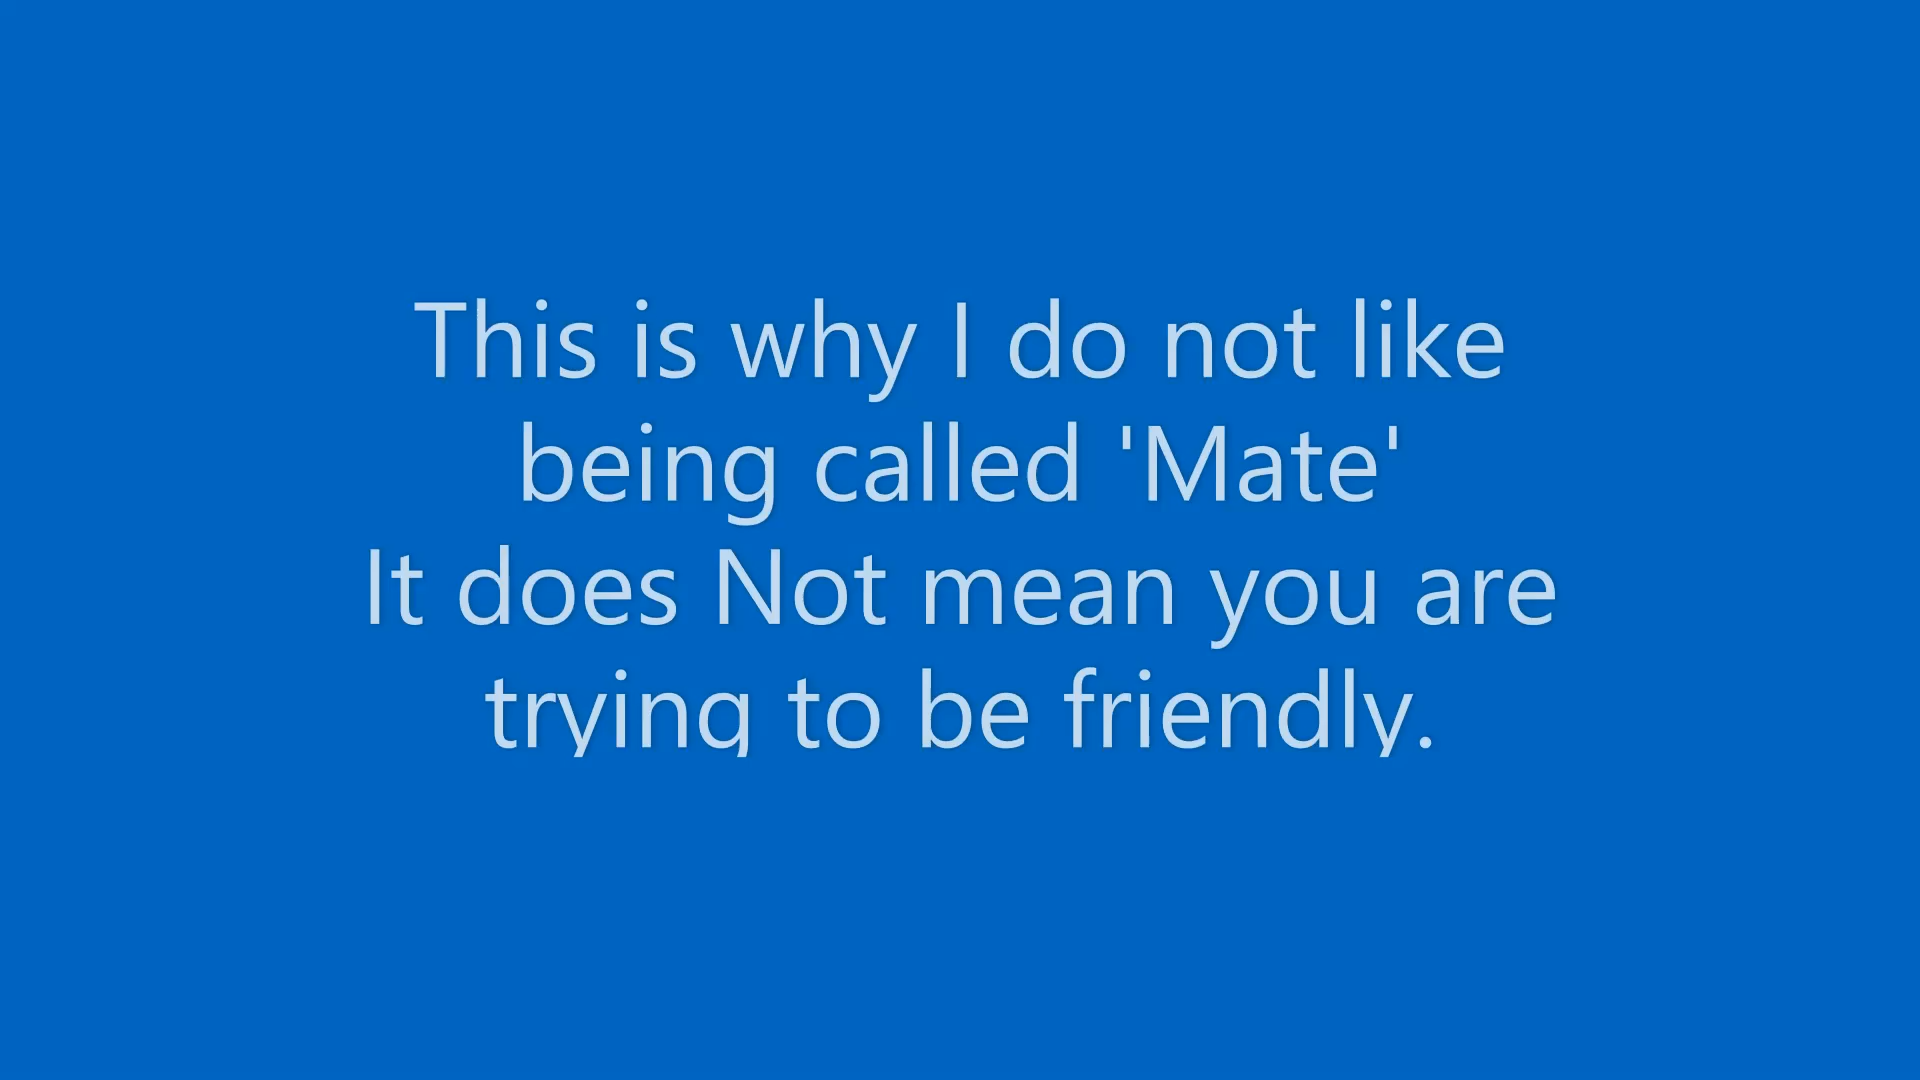 This is why I do not like
being called 'Mate'
It does Not mean you are
trying to be friendly.